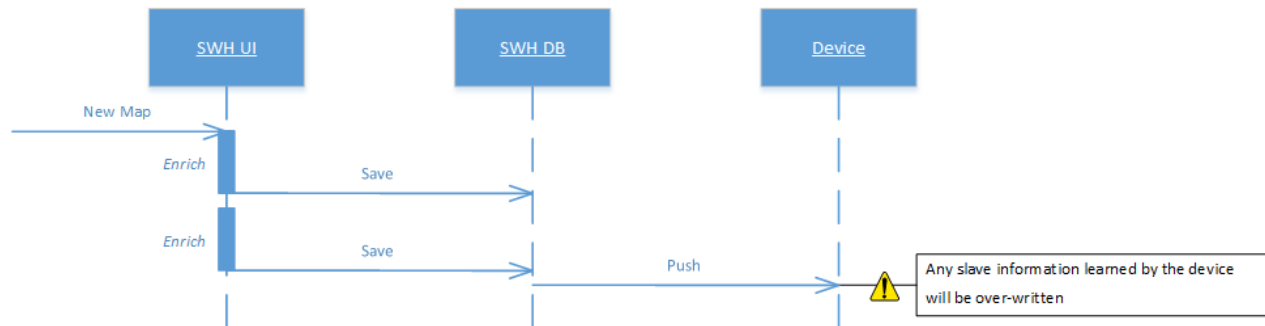 SWH UI
SWH DB
Device
New Map
Enrich
Save
Enrich
Save
Push
Any slave information learned by the device
will be over-written